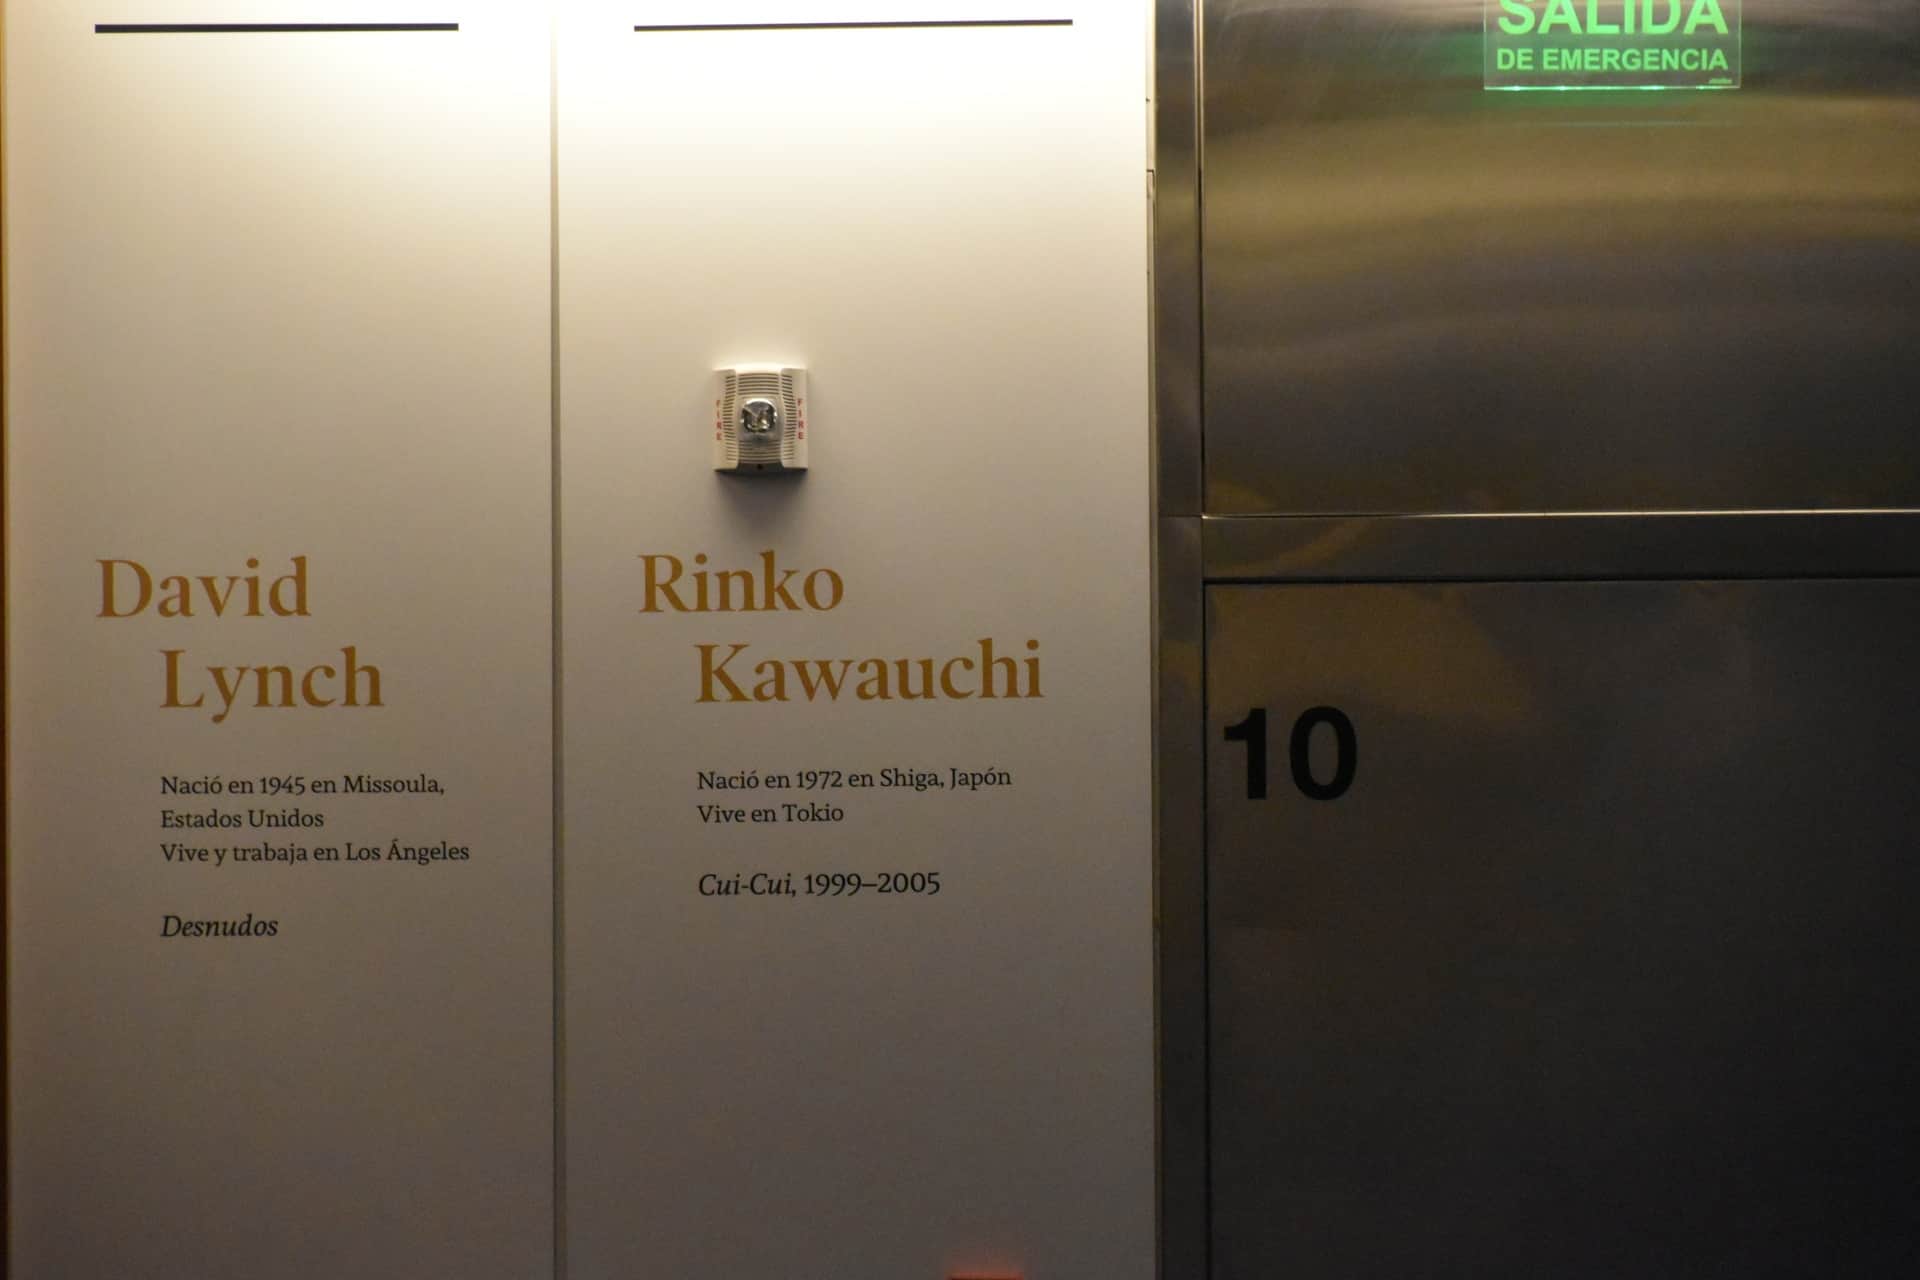 David
Lynch
Nació en 1945 en Missoula,
Estados Unidos
Vive y trabaja en Los Ángeles
Desnudos
FIRE
FIRE
Rinko
Kawauchi
Nació en 1972 en Shiga, Japón
Vive en Tokio
Cui-Cui, 1999–2005
SALIDA
DE EMERGENCIA
10